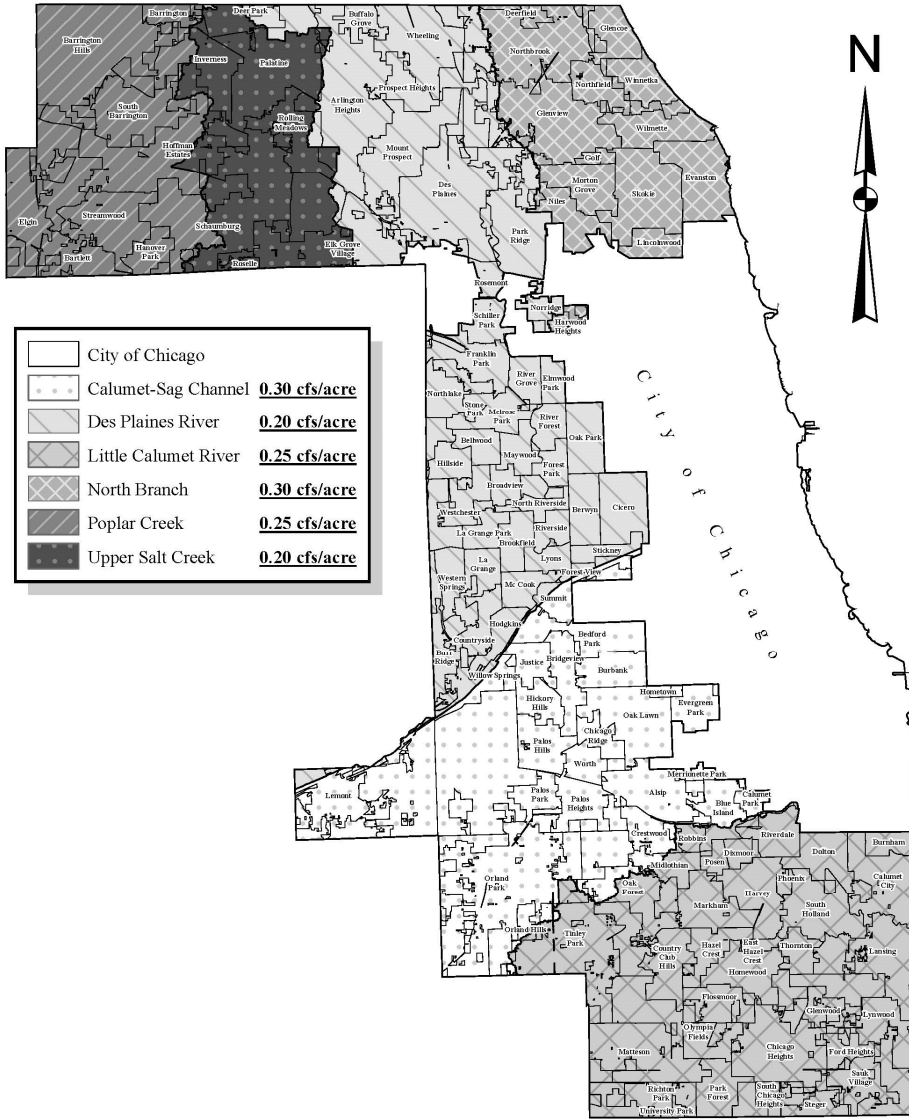 Barrington
Deer Park
Buffalo
Grove
Deerfield
Glencoe
Barrington
Hills
Wheeling
Northbrook
Inverness
Palatine
Northfield
Winnetka
Prospect Heights
South
Barrington
Arlington
Heights
Rolling
Meadows
Glenview
Wilmette
Hoffman
Estates
Mount
Prospect
Golf
Des
Plaines
Morton
Grove
Skokie
Evanston
Niles
Elgin
Streamwood
Schaumburg
Park
Ridge
Hanover
Park
Elk Grove
Village
Lincolnwood
Bartlett
Roselle
N
Rosemont
Norridge
Schiller
Park
Harwood
Heights
City of Chicago
Calumet-Sag Channel 0.30 cfs/acre
Des Plaines River 0.20 cfs/acre
Little Calumet River 0.25 cfs/acre
North Branch 0.30 cfs/acre
Poplar Creek 0.25 cfs/acre
Upper Salt Creek 0.20 cfs/acre
Franklin
Park
River
Grove
Elmwood
Park
Northlake
Stone
Park
Melrose
Park
River
Forest
Oak Park
Bellwood
Maywood
Hillside
Forest
Park
Broadview
North Riverside
Berwyn
Cicero
Westchester
La Grange Park
Riverside
Brookfield
Stickney
La
Grange
Lyons
Forest View
Western
Springs
Mc Cook
Summit
Hodgkins
Countryside
Bedford
Park
Burr
Ridge
Justice
Bridgeview
Willow Springs
Burbank
City of Chicago
Hickory
Hills
Hometown
Evergreen
Park
Oak Lawn
Chicago
Ridge
Palos
Hills
Worth
Merrionette Park
Lemont
Palos
Park
Palos
Heights
Alsip
Calumet
Park
Blue
Island
Crestwood
Robbins
Riverdale
Burnham
Dixmoor
Dolton
Posen
Midlothian
Orland
Park
Oak
Forest
Phoenix
Calumet
City
Harvey
Markham
South
Holland
Orland Hills
Tinley
Park
Country
Club
Hills
Hazel
Crest
East
Hazel
Crest
Thornton
Lansing
Homewood
Flossmoor
Glenwood
Lynwood
Olympia
Fields
Matteson
Chicago
Heights
Ford Heights
Sauk
Village
Richton
Park
Park
Forest
South
Chicago
Heights
Steger
University Park